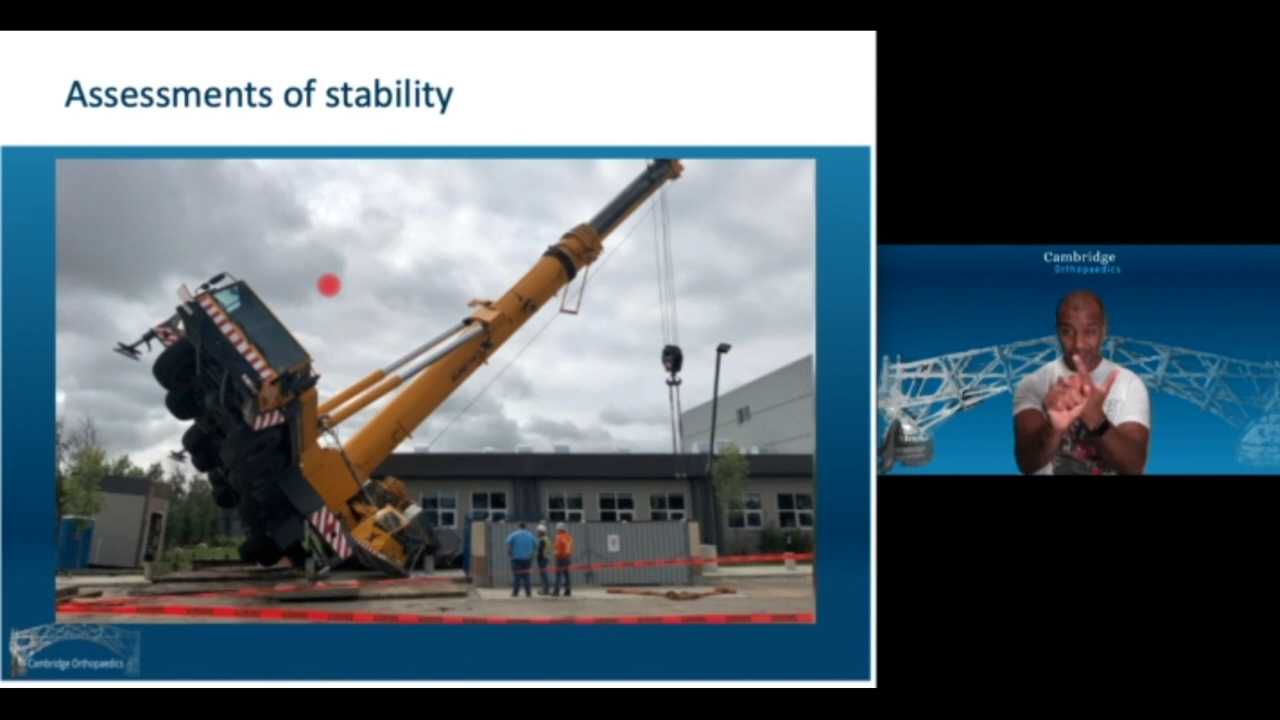 Assessments of stability
Cambridge Orthopaedics
Cambridge
Orthopaedics